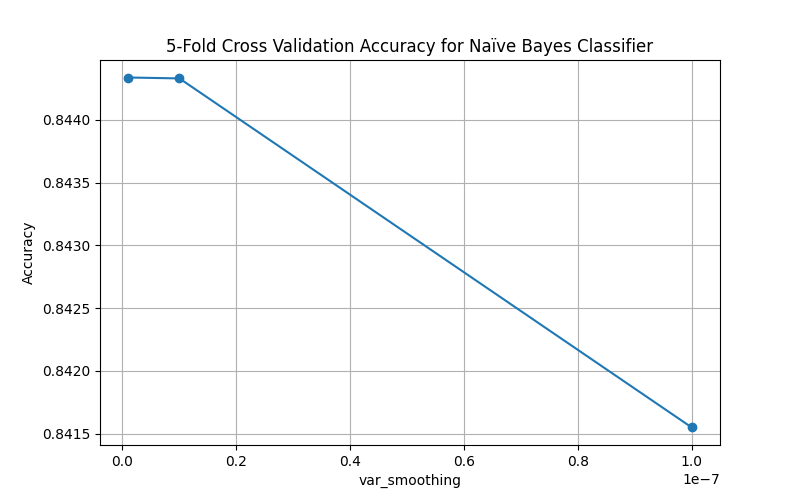 5-Fold Cross Validation Accuracy for Naïve Bayes Classifier
Accuracy
0.8440
0.8435
0.8430
0.8425
0.8420
0.8415
0.0 0.2 0.4 0.6 0.8 1.0
1e−7
var_smoothing